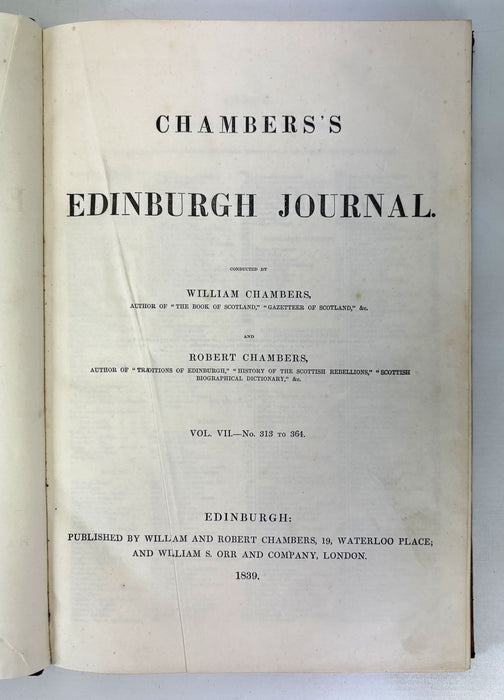 CHAMBERS'S
EDINBURGH JOURNAL.
CONDUCTED BY
WILLIAM CHAMBERS,
AUTHOR OF "THE BOOK OF SCOTLAND," "GAZETTEER OF SCOTLAND," &c.
AND
ROBERT CHAMBERS,
AUTHOR OF "TRADITIONS OF EDINBURGH," "HISTORY OF THE SCOTTISH REBELLIONS," "SCOTTISH
BIOGRAPHICAL DICTIONARY," &c.
VOL. VII.—No. 313 TO 364.
EDINBURGH:
PUBLISHED BY WILLIAM AND ROBERT CHAMBERS, 19, WATERLOO PLACE;
AND WILLIAM S. ORR AND COMPANY, LONDON.
1839.